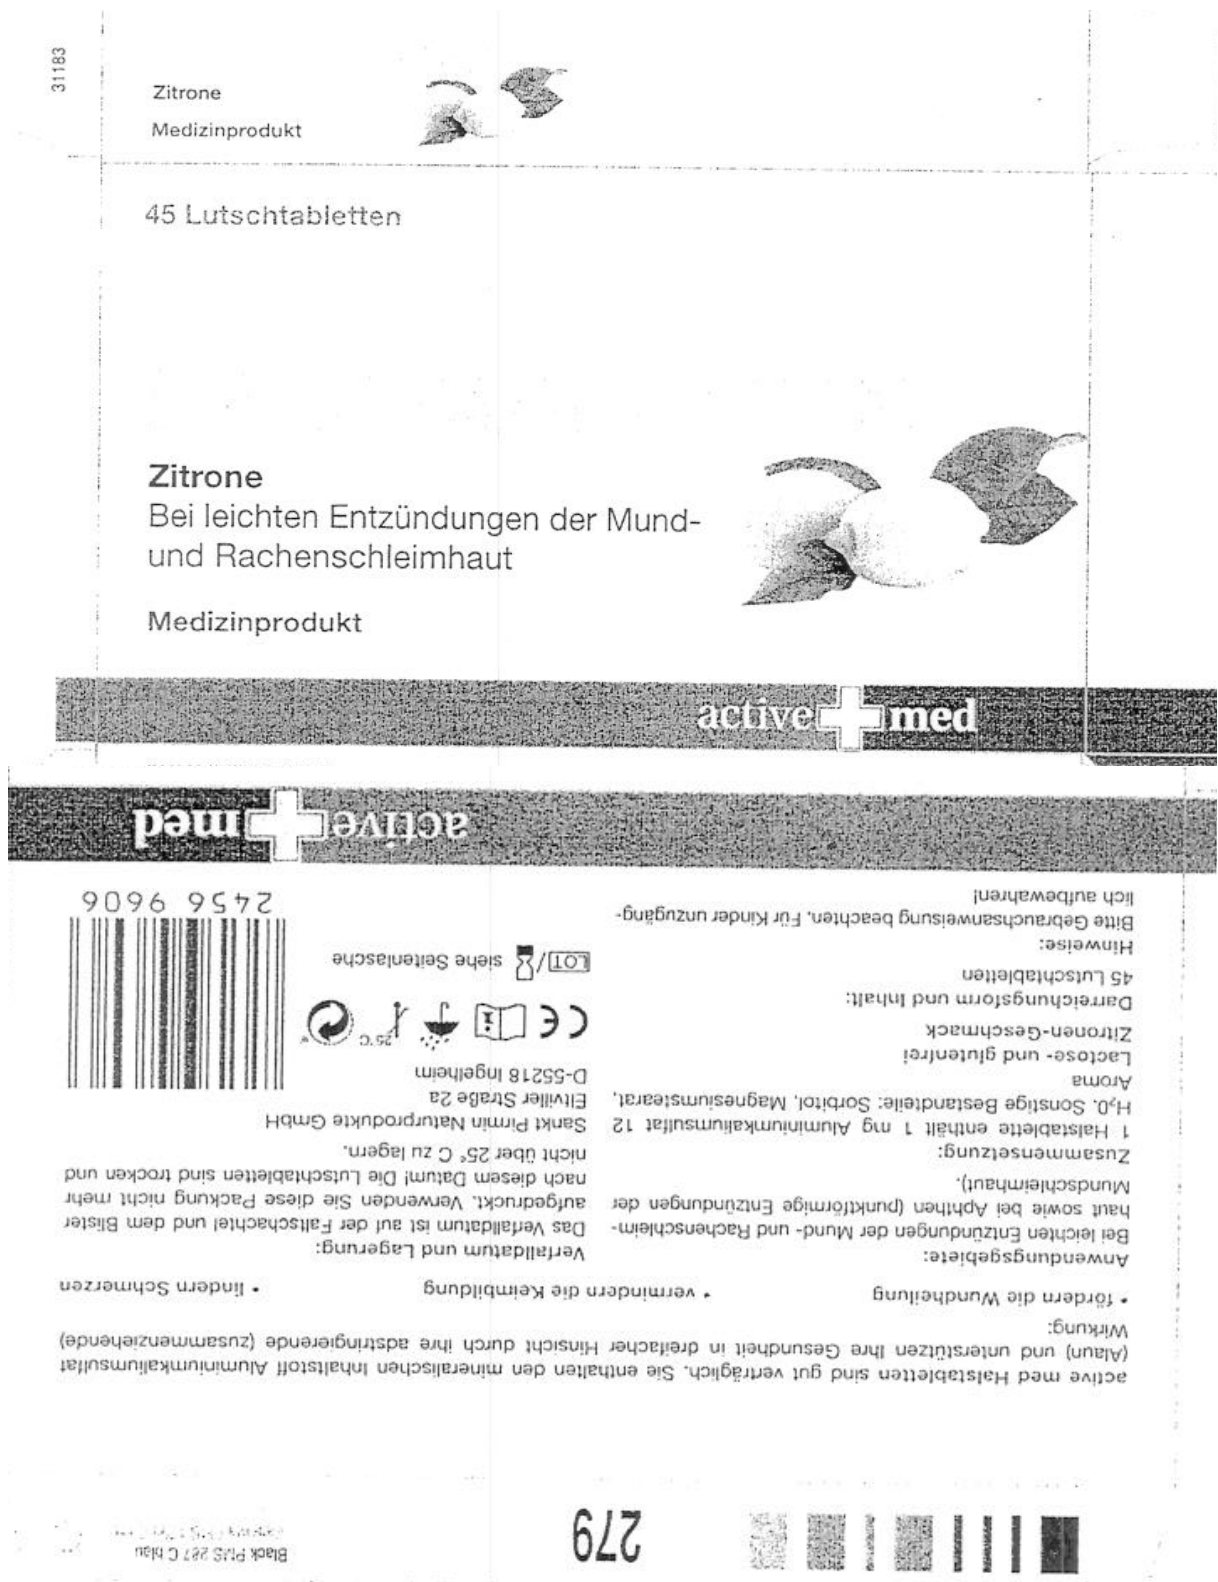 31183
Zitrone
Medizinprodukt
45 Lutschtabletten
Zitrone
Bei leichten Entzündungen der Mund-
und Rachenschleimhaut
Medizinprodukt
active med
active med
active med Halstabletten sind gut verträglich. Sie enthalten den mineralischen Inhaltstoff Aluminiumkaliumsulfat
(Alaun) und unterstützen Ihre Gesundheit in dreifacher Hinsicht durch ihre adstringierende (zusammenziehende)
Wirkung:
• fördern die Wundheilung • vermindern die Keimbildung • lindern Schmerzen
Anwendungsgebiete:
Bei leichten Entzündungen der Mund- und Rachenschleim-
haut sowie bei Aphthen (punktförmige Entzündungen der
Mundschleimhaut).
Zusammensetzung:
1 Halstablette enthält 1 mg Aluminiumkaliumsulfat 12
H₂0. Sonstige Bestandteile: Sorbitol, Magnesiumstearat,
Aroma
Lactose- und glutenfrei
Zitronen-Geschmack
Darreichungsform und Inhalt:
45 Lutschtabletten
Hinweise:
Bitte Gebrauchsanweisung beachten. Für Kinder unzugäng-
lich aufbewahren!
Verfalldatum und Lagerung:
Das Verfalldatum ist auf der Faltschachtel und dem Blister
aufgedruckt. Verwenden Sie diese Packung nicht mehr
nach diesem Datum! Die Lutschtabletten sind trocken und
nicht über 25° C zu lagern.
Sankt Pirmin Naturprodukte GmbH
Eltviller Straße 2a
D-55218 Ingelheim
CE 25°C
LOT / siehe Seitenlasche
2456 9606
279
Black PMS 287 C blau